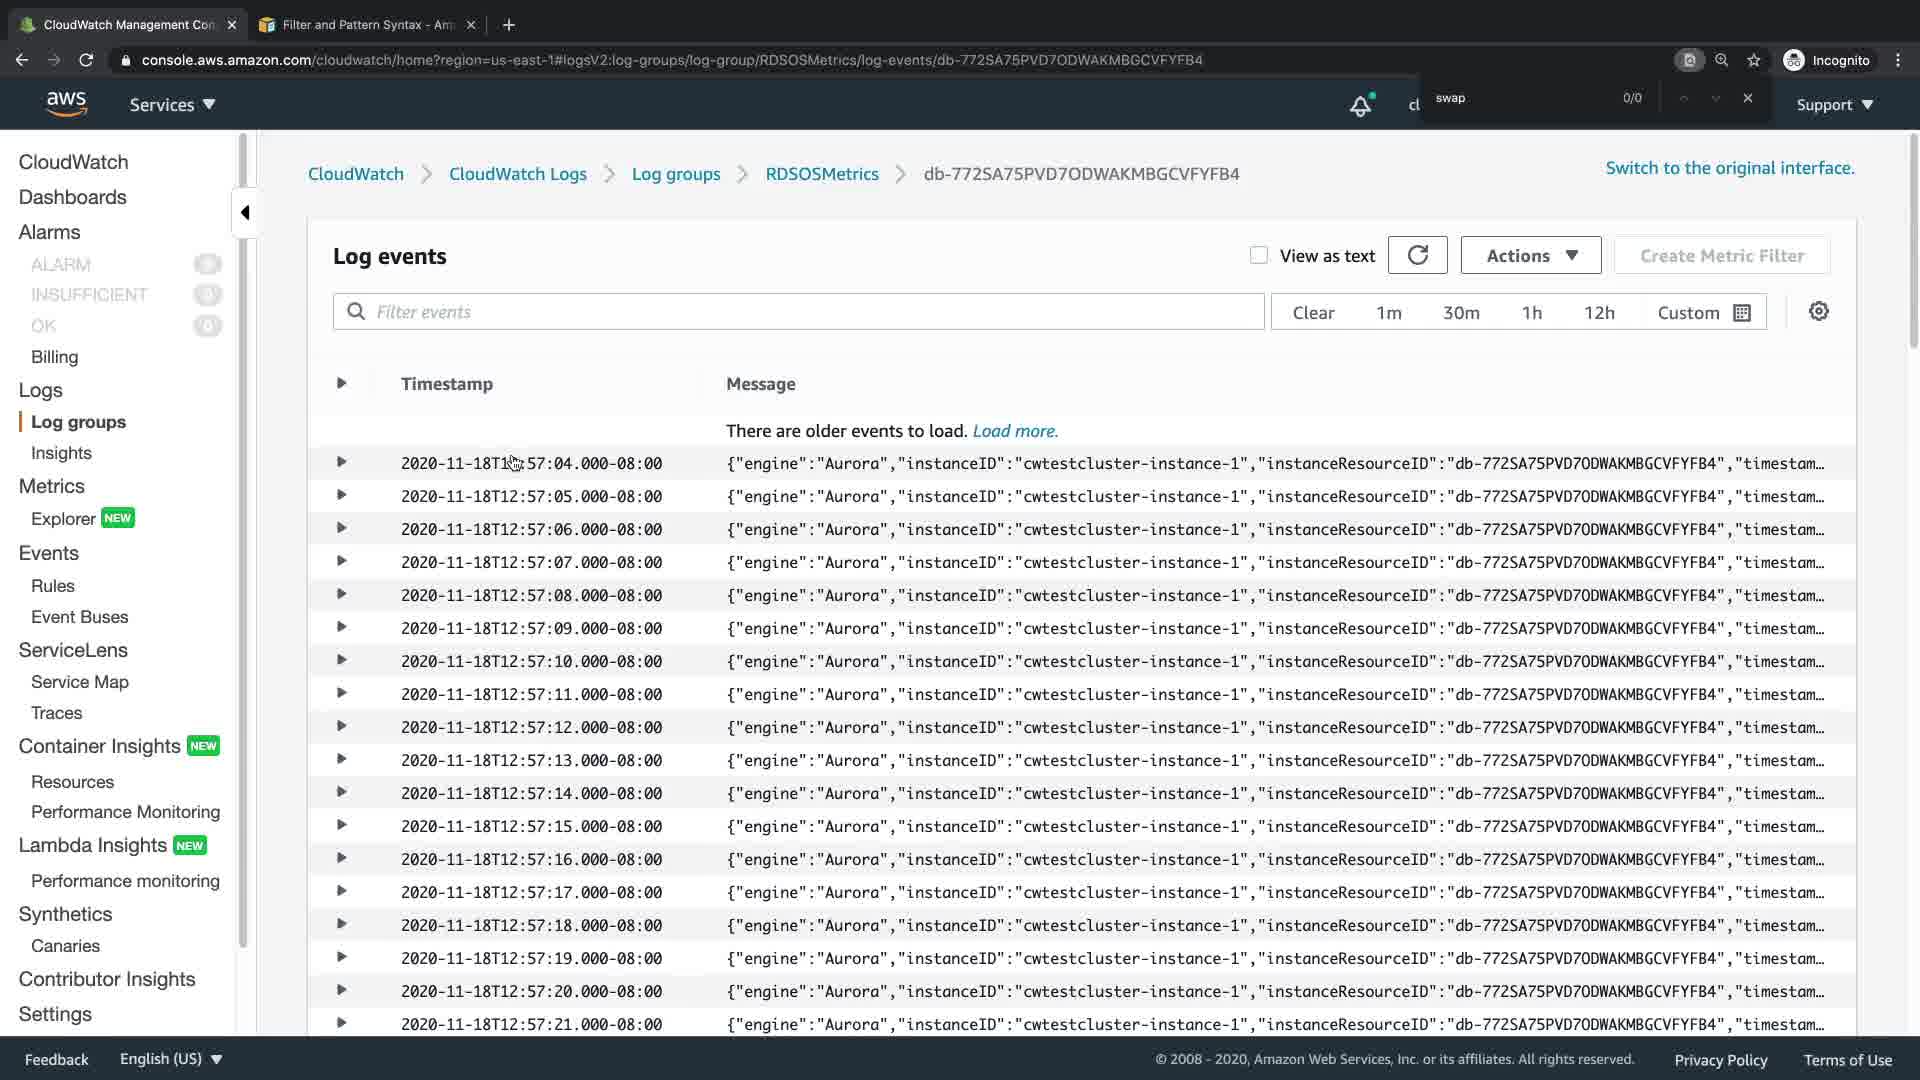 CloudWatch Management Con
Filter and Pattern Syntax - Am
console.aws.amazon.com/cloudwatch/home?region=us-east-1#logsV2:log-groups/log-group/RDSOSMetrics/log-events/db-772SA75PVD7ODWAKMBGCVFYFB4
Incognito
aws
Services
cl
swap
0/0
Support
CloudWatch
Dashboards
Alarms
ALARM
INSUFFICIENT
0
OK
0
Billing
Logs
Log groups
Insights
Metrics
Explorer NEW
Events
Rules
Event Buses
ServiceLens
Service Map
Traces
Container Insights NEW
Resources
Performance Monitoring
Lambda Insights NEW
Performance monitoring
Synthetics
Canaries
Contributor Insights
Settings
CloudWatch > CloudWatch Logs > Log groups > RDSOSMetrics > db-772SA75PVD7ODWAKMBGCVFYFB4
Switch to the original interface.
Log events
View as text
Actions
Create Metric Filter
Filter events
Clear 1m 30m 1h 12h Custom
Timestamp Message
There are older events to load. Load more.
2020-11-18T12:57:04.000-08:00 {"engine":"Aurora","instanceID":"cwtestcluster-instance-1","instanceResourceID":"db-772SA75PVD7ODWAKMBGCVFYFB4","timestam…
2020-11-18T12:57:05.000-08:00 {"engine":"Aurora","instanceID":"cwtestcluster-instance-1","instanceResourceID":"db-772SA75PVD7ODWAKMBGCVFYFB4","timestam…
2020-11-18T12:57:06.000-08:00 {"engine":"Aurora","instanceID":"cwtestcluster-instance-1","instanceResourceID":"db-772SA75PVD7ODWAKMBGCVFYFB4","timestam…
2020-11-18T12:57:07.000-08:00 {"engine":"Aurora","instanceID":"cwtestcluster-instance-1","instanceResourceID":"db-772SA75PVD7ODWAKMBGCVFYFB4","timestam…
2020-11-18T12:57:08.000-08:00 {"engine":"Aurora","instanceID":"cwtestcluster-instance-1","instanceResourceID":"db-772SA75PVD7ODWAKMBGCVFYFB4","timestam…
2020-11-18T12:57:09.000-08:00 {"engine":"Aurora","instanceID":"cwtestcluster-instance-1","instanceResourceID":"db-772SA75PVD7ODWAKMBGCVFYFB4","timestam…
2020-11-18T12:57:10.000-08:00 {"engine":"Aurora","instanceID":"cwtestcluster-instance-1","instanceResourceID":"db-772SA75PVD7ODWAKMBGCVFYFB4","timestam…
2020-11-18T12:57:11.000-08:00 {"engine":"Aurora","instanceID":"cwtestcluster-instance-1","instanceResourceID":"db-772SA75PVD7ODWAKMBGCVFYFB4","timestam…
2020-11-18T12:57:12.000-08:00 {"engine":"Aurora","instanceID":"cwtestcluster-instance-1","instanceResourceID":"db-772SA75PVD7ODWAKMBGCVFYFB4","timestam…
2020-11-18T12:57:13.000-08:00 {"engine":"Aurora","instanceID":"cwtestcluster-instance-1","instanceResourceID":"db-772SA75PVD7ODWAKMBGCVFYFB4","timestam…
2020-11-18T12:57:14.000-08:00 {"engine":"Aurora","instanceID":"cwtestcluster-instance-1","instanceResourceID":"db-772SA75PVD7ODWAKMBGCVFYFB4","timestam…
2020-11-18T12:57:15.000-08:00 {"engine":"Aurora","instanceID":"cwtestcluster-instance-1","instanceResourceID":"db-772SA75PVD7ODWAKMBGCVFYFB4","timestam…
2020-11-18T12:57:16.000-08:00 {"engine":"Aurora","instanceID":"cwtestcluster-instance-1","instanceResourceID":"db-772SA75PVD7ODWAKMBGCVFYFB4","timestam…
2020-11-18T12:57:17.000-08:00 {"engine":"Aurora","instanceID":"cwtestcluster-instance-1","instanceResourceID":"db-772SA75PVD7ODWAKMBGCVFYFB4","timestam…
2020-11-18T12:57:18.000-08:00 {"engine":"Aurora","instanceID":"cwtestcluster-instance-1","instanceResourceID":"db-772SA75PVD7ODWAKMBGCVFYFB4","timestam…
2020-11-18T12:57:19.000-08:00 {"engine":"Aurora","instanceID":"cwtestcluster-instance-1","instanceResourceID":"db-772SA75PVD7ODWAKMBGCVFYFB4","timestam…
2020-11-18T12:57:20.000-08:00 {"engine":"Aurora","instanceID":"cwtestcluster-instance-1","instanceResourceID":"db-772SA75PVD7ODWAKMBGCVFYFB4","timestam…
2020-11-18T12:57:21.000-08:00 {"engine":"Aurora","instanceID":"cwtestcluster-instance-1","instanceResourceID":"db-772SA75PVD7ODWAKMBGCVFYFB4","timestam…
Feedback
English (US)
© 2008 - 2020, Amazon Web Services, Inc. or its affiliates. All rights reserved.
Privacy Policy
Terms of Use